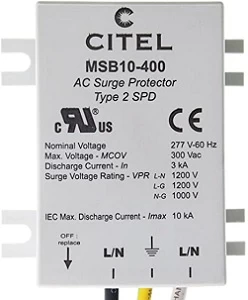 CITEL
MSB10-400
AC Surge Protector
Type 2 SPD
c RU US
Nominal Voltage 277 V-60 Hz
Max. Voltage - MCOV 300 Vac
Discharge Current - In 3 kA
Surge Voltage Rating - VPR L-N 1200 V
L-G 1200 V
N-G 1000 V
IEC Max. Discharge Current - Imax 10 kA
OFF :
replace
L/N L/N